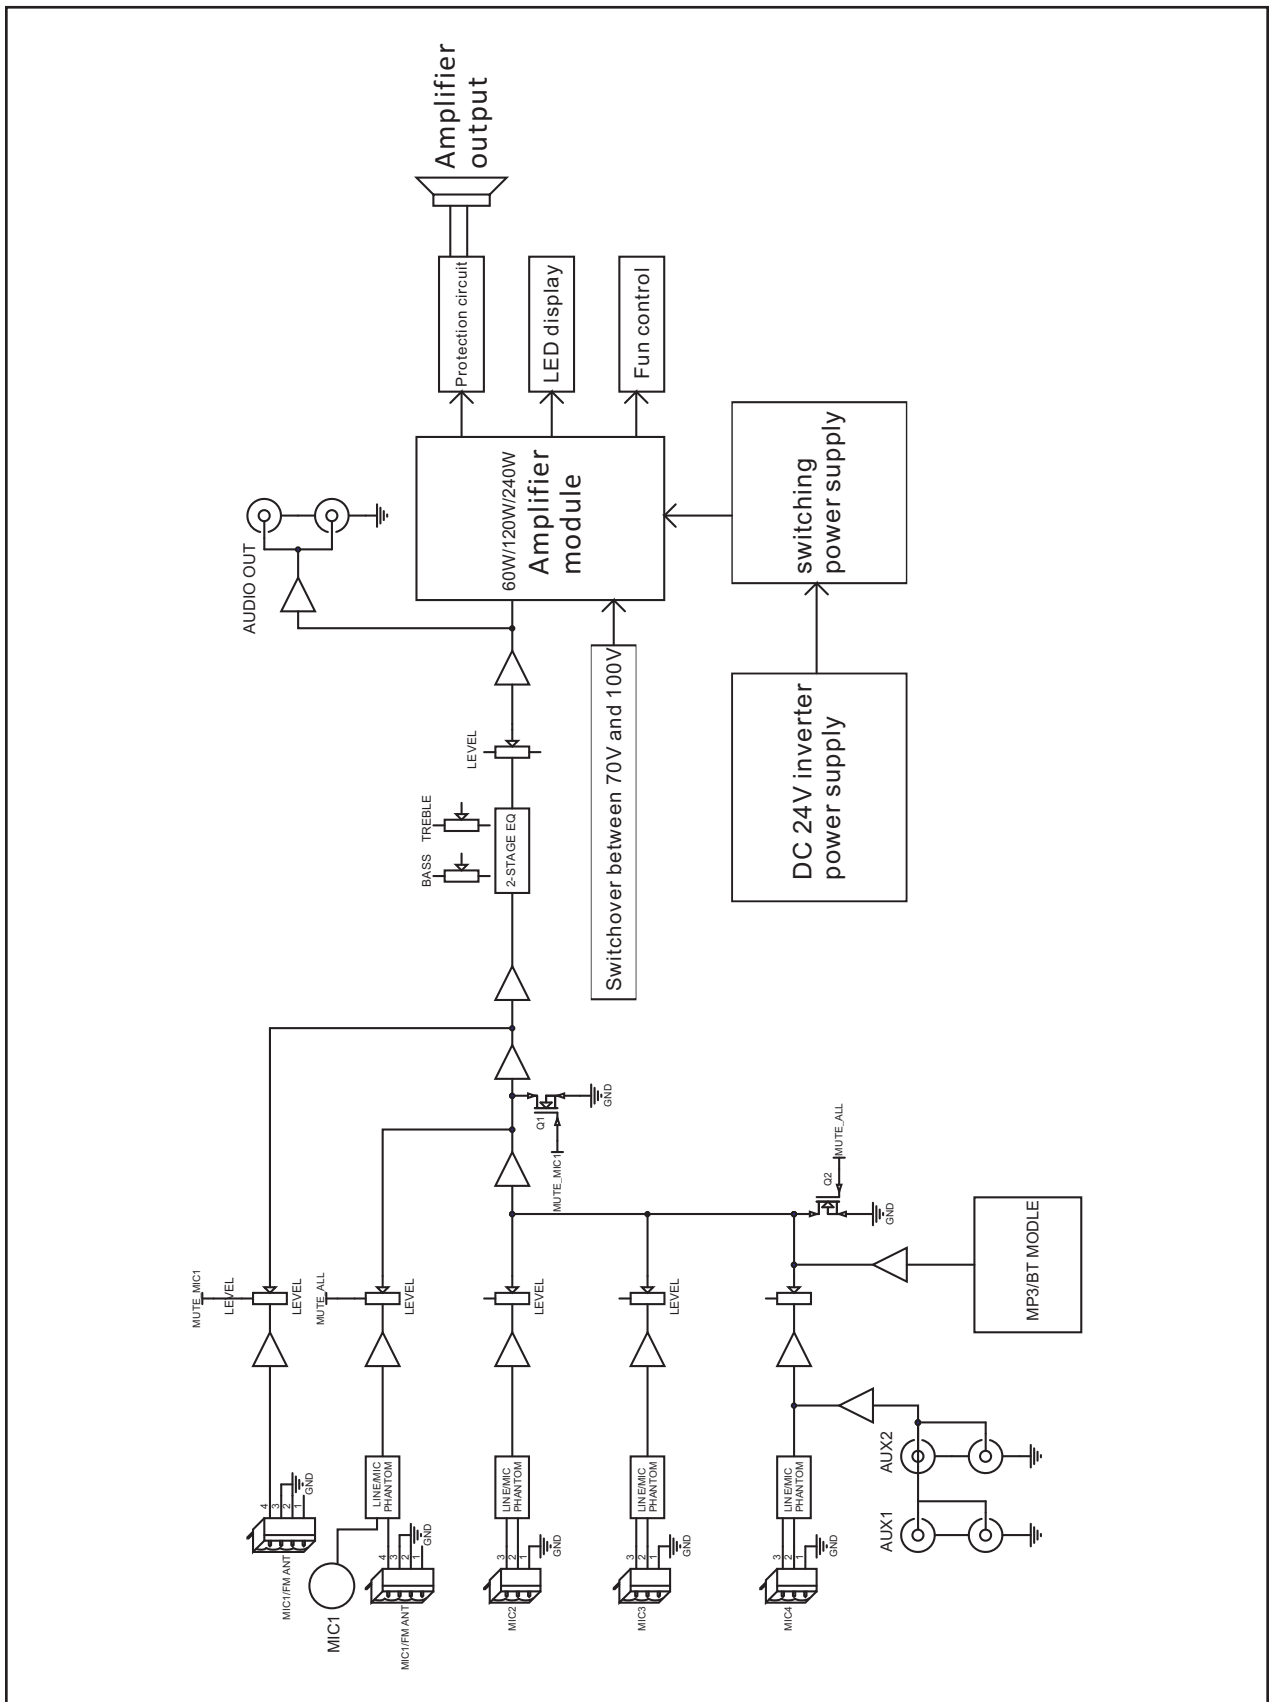 Amplifier
output
Protection circuit
LED display
Fun control
60W/120W/240W
Amplifier
module
switching
power supply
DC 24V inverter
power supply
Switchover between 70V and 100V
AUDIO OUT
LEVEL
BASS
TREBLE
2-STAGE EQ
Q1
GND
MUTE_MIC1
Q2
MUTE_ALL
GND
MP3/BT MODLE
MUTE_MIC1
LEVEL
LEVEL
MUTE_ALL
LEVEL
LEVEL
LEVEL
4
3
2
1
GND
MIC1/FM ANT
MIC1
LINE/MIC
PHANTOM
4
3
2
1
GND
MIC1/FM ANT
LINE/MIC
PHANTOM
3
2
1
GND
MIC2
LINE/MIC
PHANTOM
3
2
1
GND
MIC3
LINE/MIC
PHANTOM
3
2
1
GND
MIC4
AUX2
AUX1